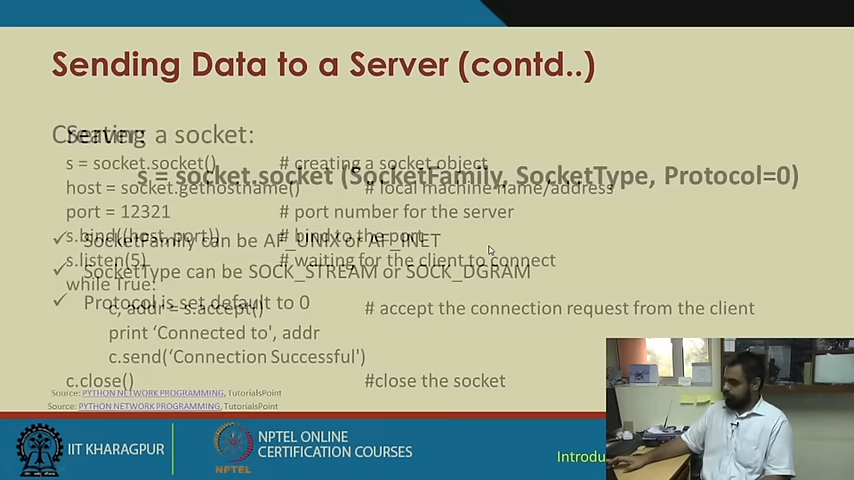 Sending Data to a Server (contd..)
Creating a socket:
s = socket.socket (SocketFamily, SocketType, Protocol=0)
✓ SocketFamily can be AF_UNIX or AF_INET
✓ SocketType can be SOCK_STREAM or SOCK_DGRAM
✓ Protocol is set default to 0
Source: PYTHON NETWORK PROGRAMMING, TutorialsPoint
Server:
s = socket.socket() # creating a socket object
host = socket.gethostname() # local machine name/address
port = 12321 # port number for the server
s.bind((host, port)) # bind to the port
s.listen(5) # waiting for the client to connect
while True:
c, addr = s.accept() # accept the connection request from the client
print ‘Connected to', addr
c.send(‘Connection Successful')
c.close() #close the socket
Source: PYTHON NETWORK PROGRAMMING, TutorialsPoint
IIT KHARAGPUR
NPTEL
NPTEL ONLINE
CERTIFICATION COURSES
Introdu